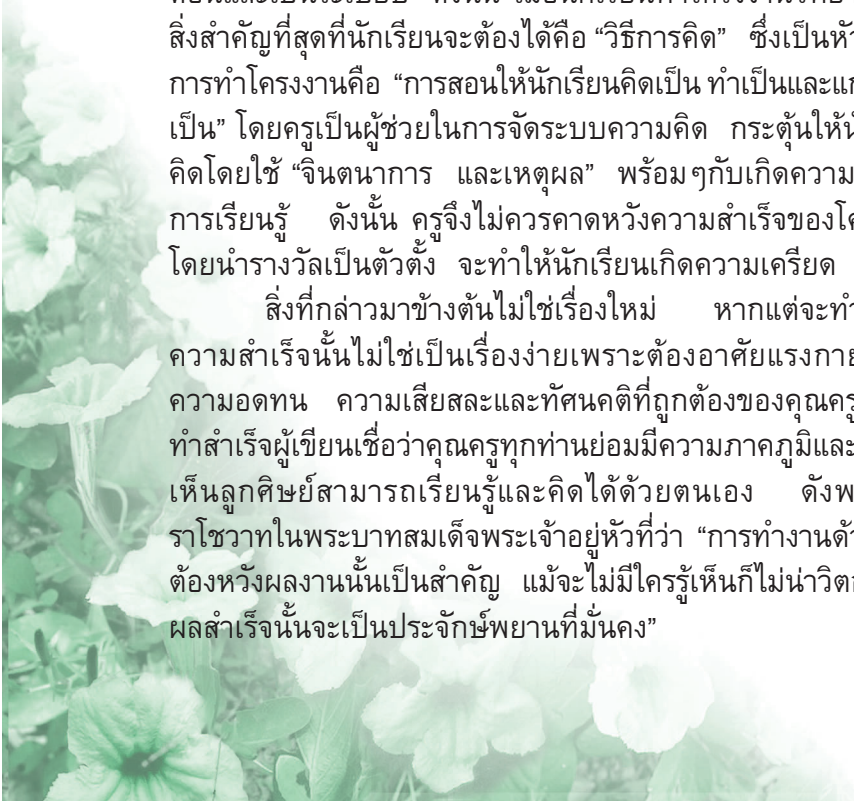 สิ่งสำคัญที่สุดที่นักเรียนจะต้องได้คือ “วิธีการคิด” ซึ่งเป็นหัว
การทำโครงงานคือ “การสอนให้นักเรียนคิดเป็น ทำเป็นและแก
เป็น” โดยครูเป็นผู้ช่วยในการจัดระบบความคิด กระตุ้นให้นั
คิดโดยใช้ “จินตนาการ และเหตุผล” พร้อมๆกับเกิดความ
การเรียนรู้ ดังนั้น ครูจึงไม่ควรคาดหวังความสำเร็จของโค
โดยนำรางวัลเป็นตัวตั้ง จะทำให้นักเรียนเกิดความเครียด
สิ่งที่กล่าวมาข้างต้นไม่ใช่เรื่องใหม่ หากแต่จะทำ
ความสำเร็จนั้นไม่ใช่เป็นเรื่องง่ายเพราะต้องอาศัยแรงกาย
ความอดทน ความเสียสละและทัศนคติที่ถูกต้องของคุณครู
ทำสำเร็จผู้เขียนเชื่อว่าคุณครูทุกท่านย่อมมีความภาคภูมิและ
เห็นลูกศิษย์สามารถเรียนรู้และคิดได้ด้วยตนเอง ดังพ
ราโชวาทในพระบาทสมเด็จพระเจ้าอยู่หัวที่ว่า “การทำงานด้
ต้องหวังผลงานนั้นเป็นสำคัญ แม้จะไม่มีใครรู้เห็นก็ไม่น่าวิต
ผลสำเร็จนั้นจะเป็นประจักษ์พยานที่มั่นคง”